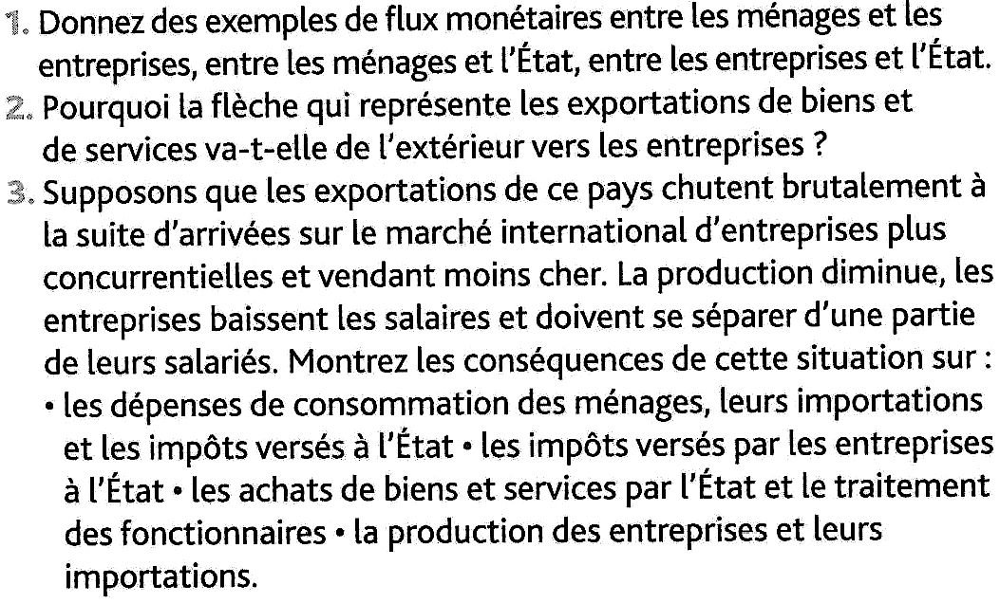 1. Donnez des exemples de flux monétaires entre les ménages et les
entreprises, entre les ménages et l'État, entre les entreprises et l'État.
2. Pourquoi la flèche qui représente les exportations de biens et
de services va-t-elle de l'extérieur vers les entreprises ?
3. Supposons que les exportations de ce pays chutent brutalement à
la suite d'arrivées sur le marché international d'entreprises plus
concurrentielles et vendant moins cher. La production diminue, les
entreprises baissent les salaires et doivent se séparer d'une partie
de leurs salariés. Montrez les conséquences de cette situation sur :
• les dépenses de consommation des ménages, leurs importations
et les impôts versés à l'État • les impôts versés par les entreprises
à l'État • les achats de biens et services par l'État et le traitement
des fonctionnaires • la production des entreprises et leurs
importations.